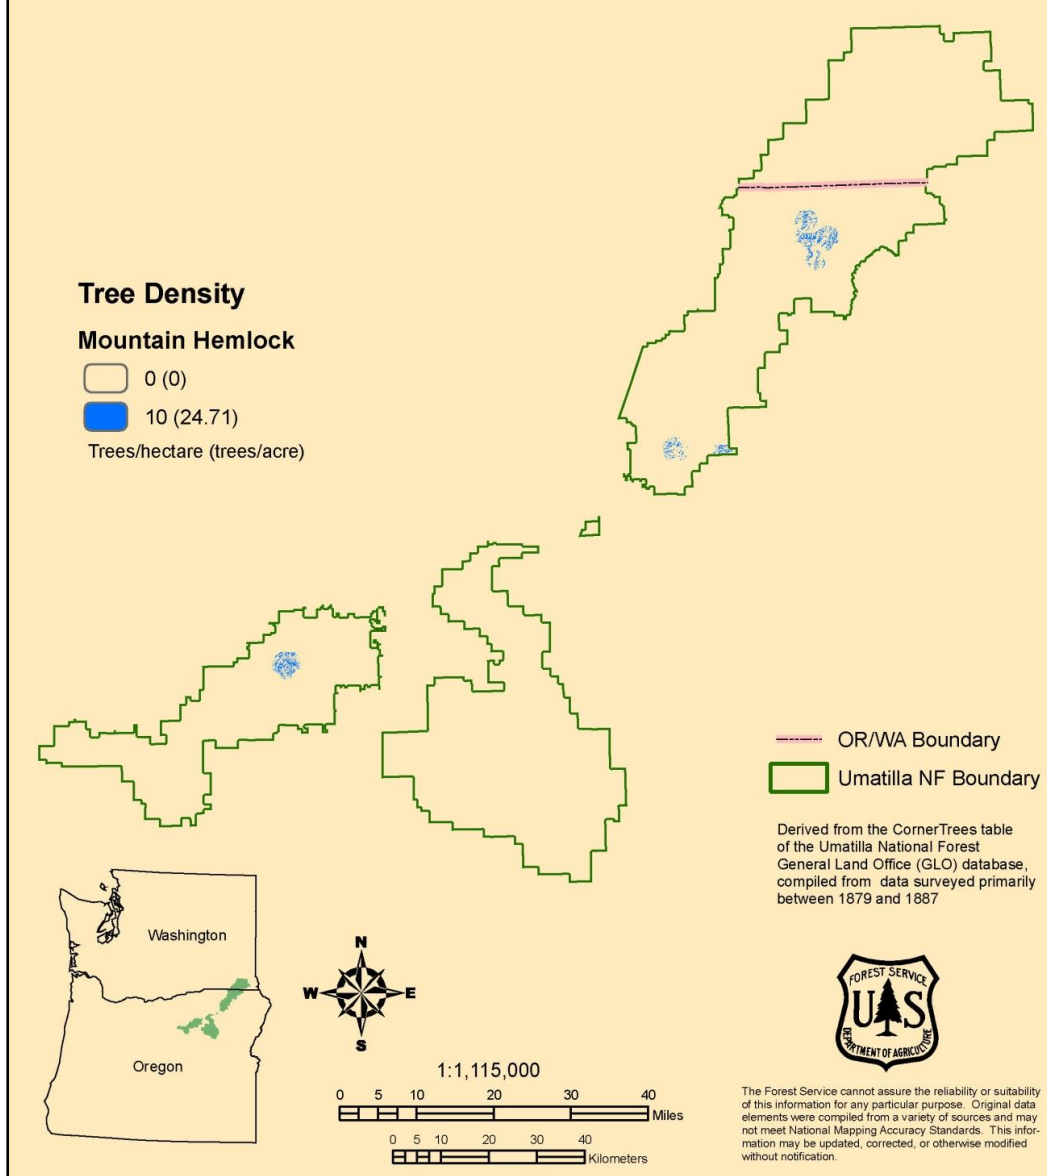 Tree Density
Mountain Hemlock
0 (0)
10 (24.71)
Trees/hectare (trees/acre)
OR/WA Boundary
Umatilla NF Boundary
Derived from the CornerTrees table
of the Umatilla National Forest
General Land Office (GLO) database,
compiled from data surveyed primarily
between 1879 and 1887
Washington
Oregon
N
W E
S
1:1,115,000
0 5 10 20 30 40
Miles
0 5 10 20 30 40
Kilometers
FOREST SERVICE
U S
DEPARTMENT OF AGRICULTURE
The Forest Service cannot assure the reliability or suitability
of this information for any particular purpose. Original data
elements were compiled from a variety of sources and may
not meet National Mapping Accuracy Standards. This infor-
mation may be updated, corrected, or otherwise modified
without notification.